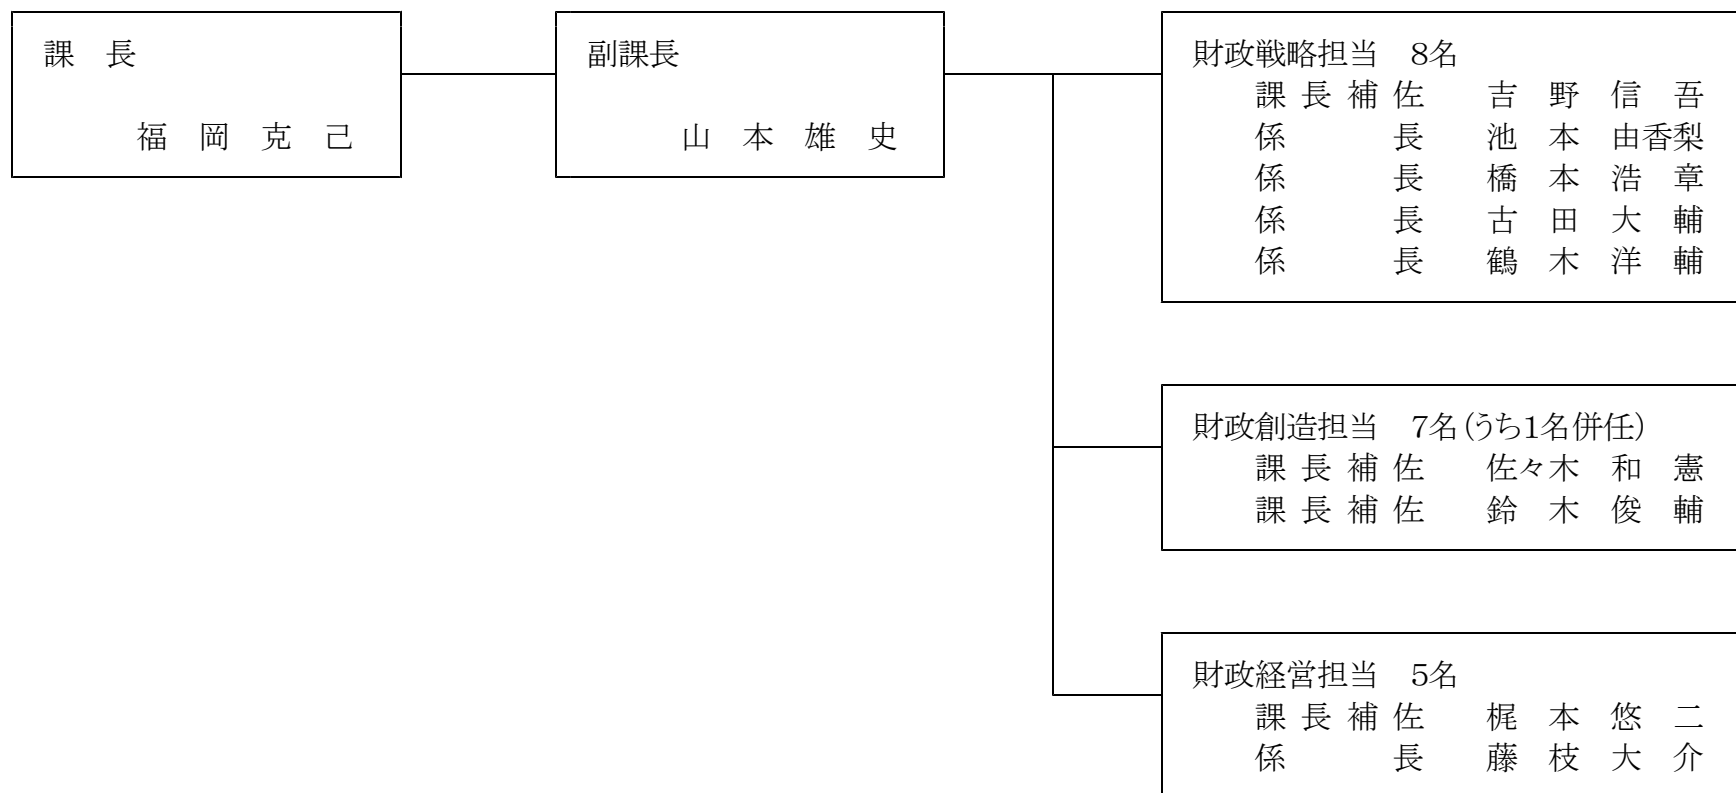 課 長
福 岡 克 己
副課長
山 本 雄 史
財政戦略担当 8名
課 長 補 佐 吉 野 信 吾
係 長 池 本 由香梨
係 長 橋 本 浩 章
係 長 古 田 大 輔
係 長 鶴 木 洋 輔
財政創造担当 7名(うち1名併任)
課 長 補 佐 佐々木 和 憲
課 長 補 佐 鈴 木 俊 輔
財政経営担当 5名
課 長 補 佐 梶 本 悠 二
係 長 藤 枝 大 介